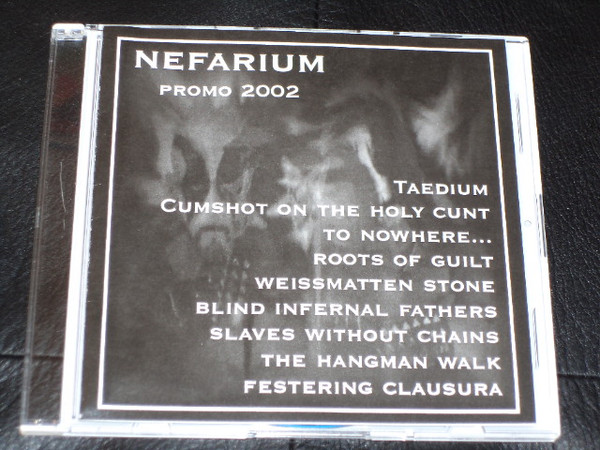 NEFARIUM
PROMO 2002
TAEDIUM
CUMSHOT ON THE HOLY CUNT
TO NOWHERE...
ROOTS OF GUILT
WEISSMATTEN STONE
BLIND INFERNAL FATHERS
SLAVES WITHOUT CHAINS
THE HANGMAN WALK
FESTERING CLAUSURA